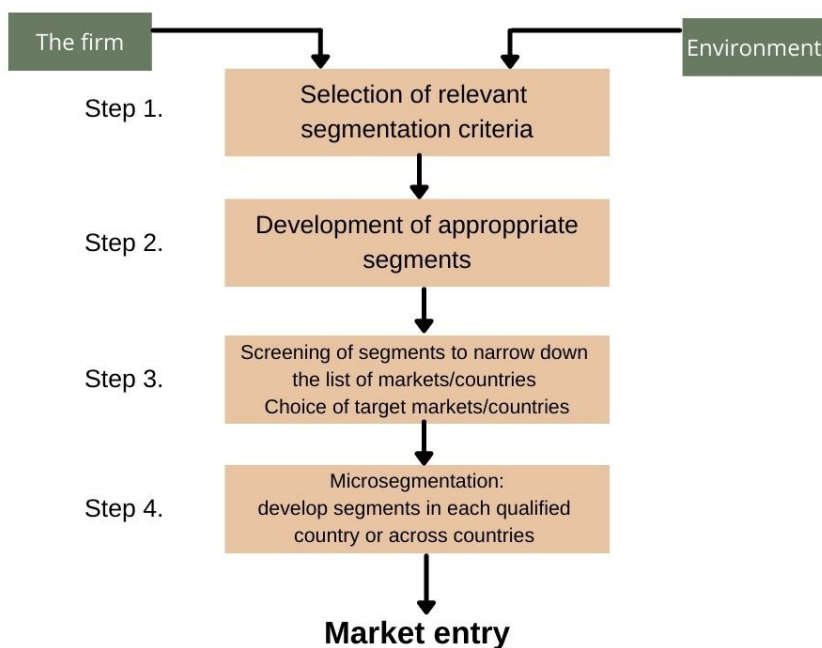 The firm
Environment
Step 1.
Selection of relevant
segmentation criteria
Step 2.
Development of approppriate
segments
Step 3.
Screening of segments to narrow down
the list of markets/countries
Choice of target markets/countries
Step 4.
Microsegmentation:
develop segments in each qualified
country or across countries
Market entry